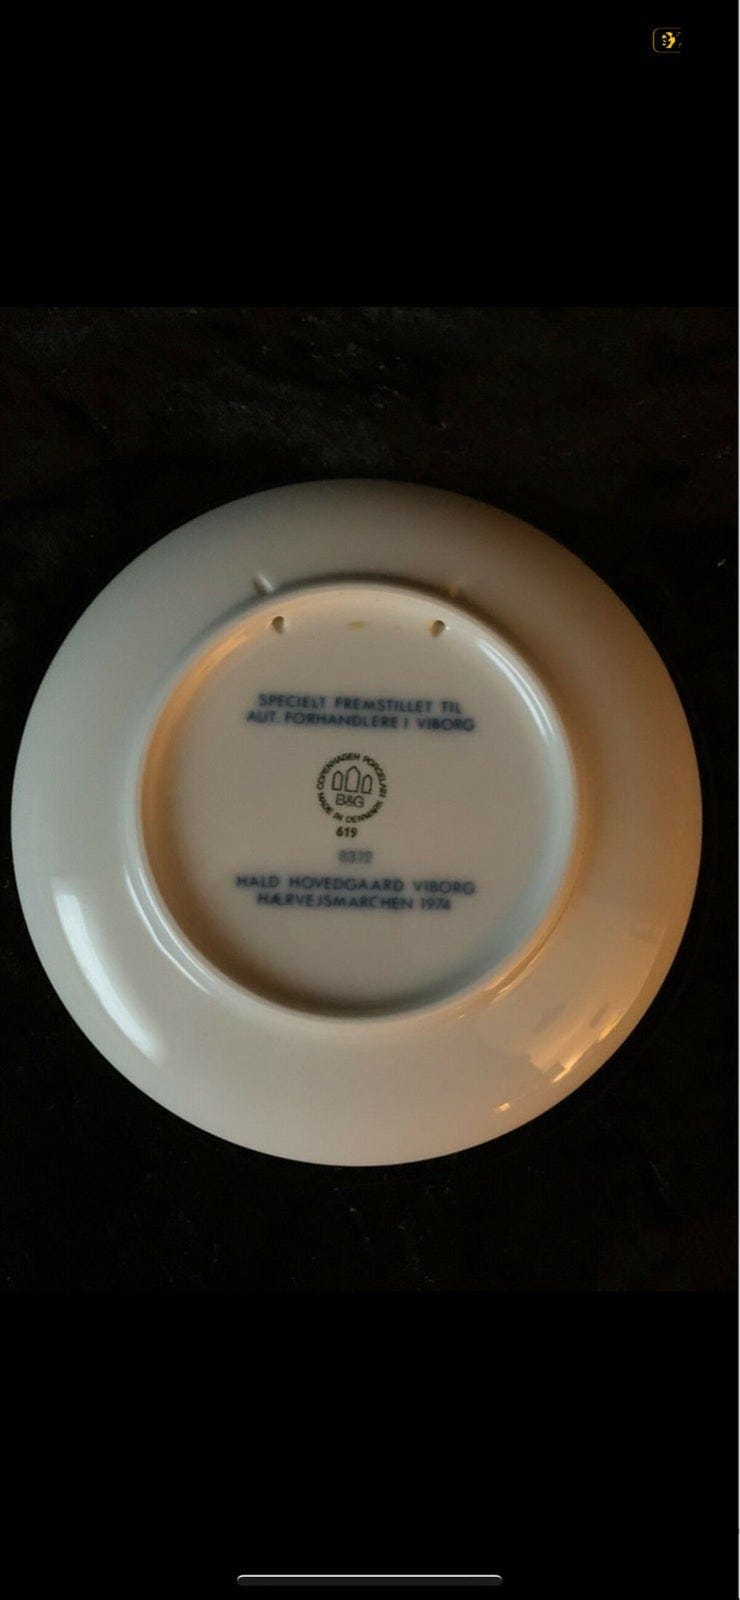 SPECIELT FREMSTILLET TIL
AUT. FORHANDLERE I VIBORG
COPENHAGEN PORCELAIN
B&G
MADE IN DENMARK
619
HALD HOVEDGAARD VIBORG
HÆRVEJSMARCHEN 1974